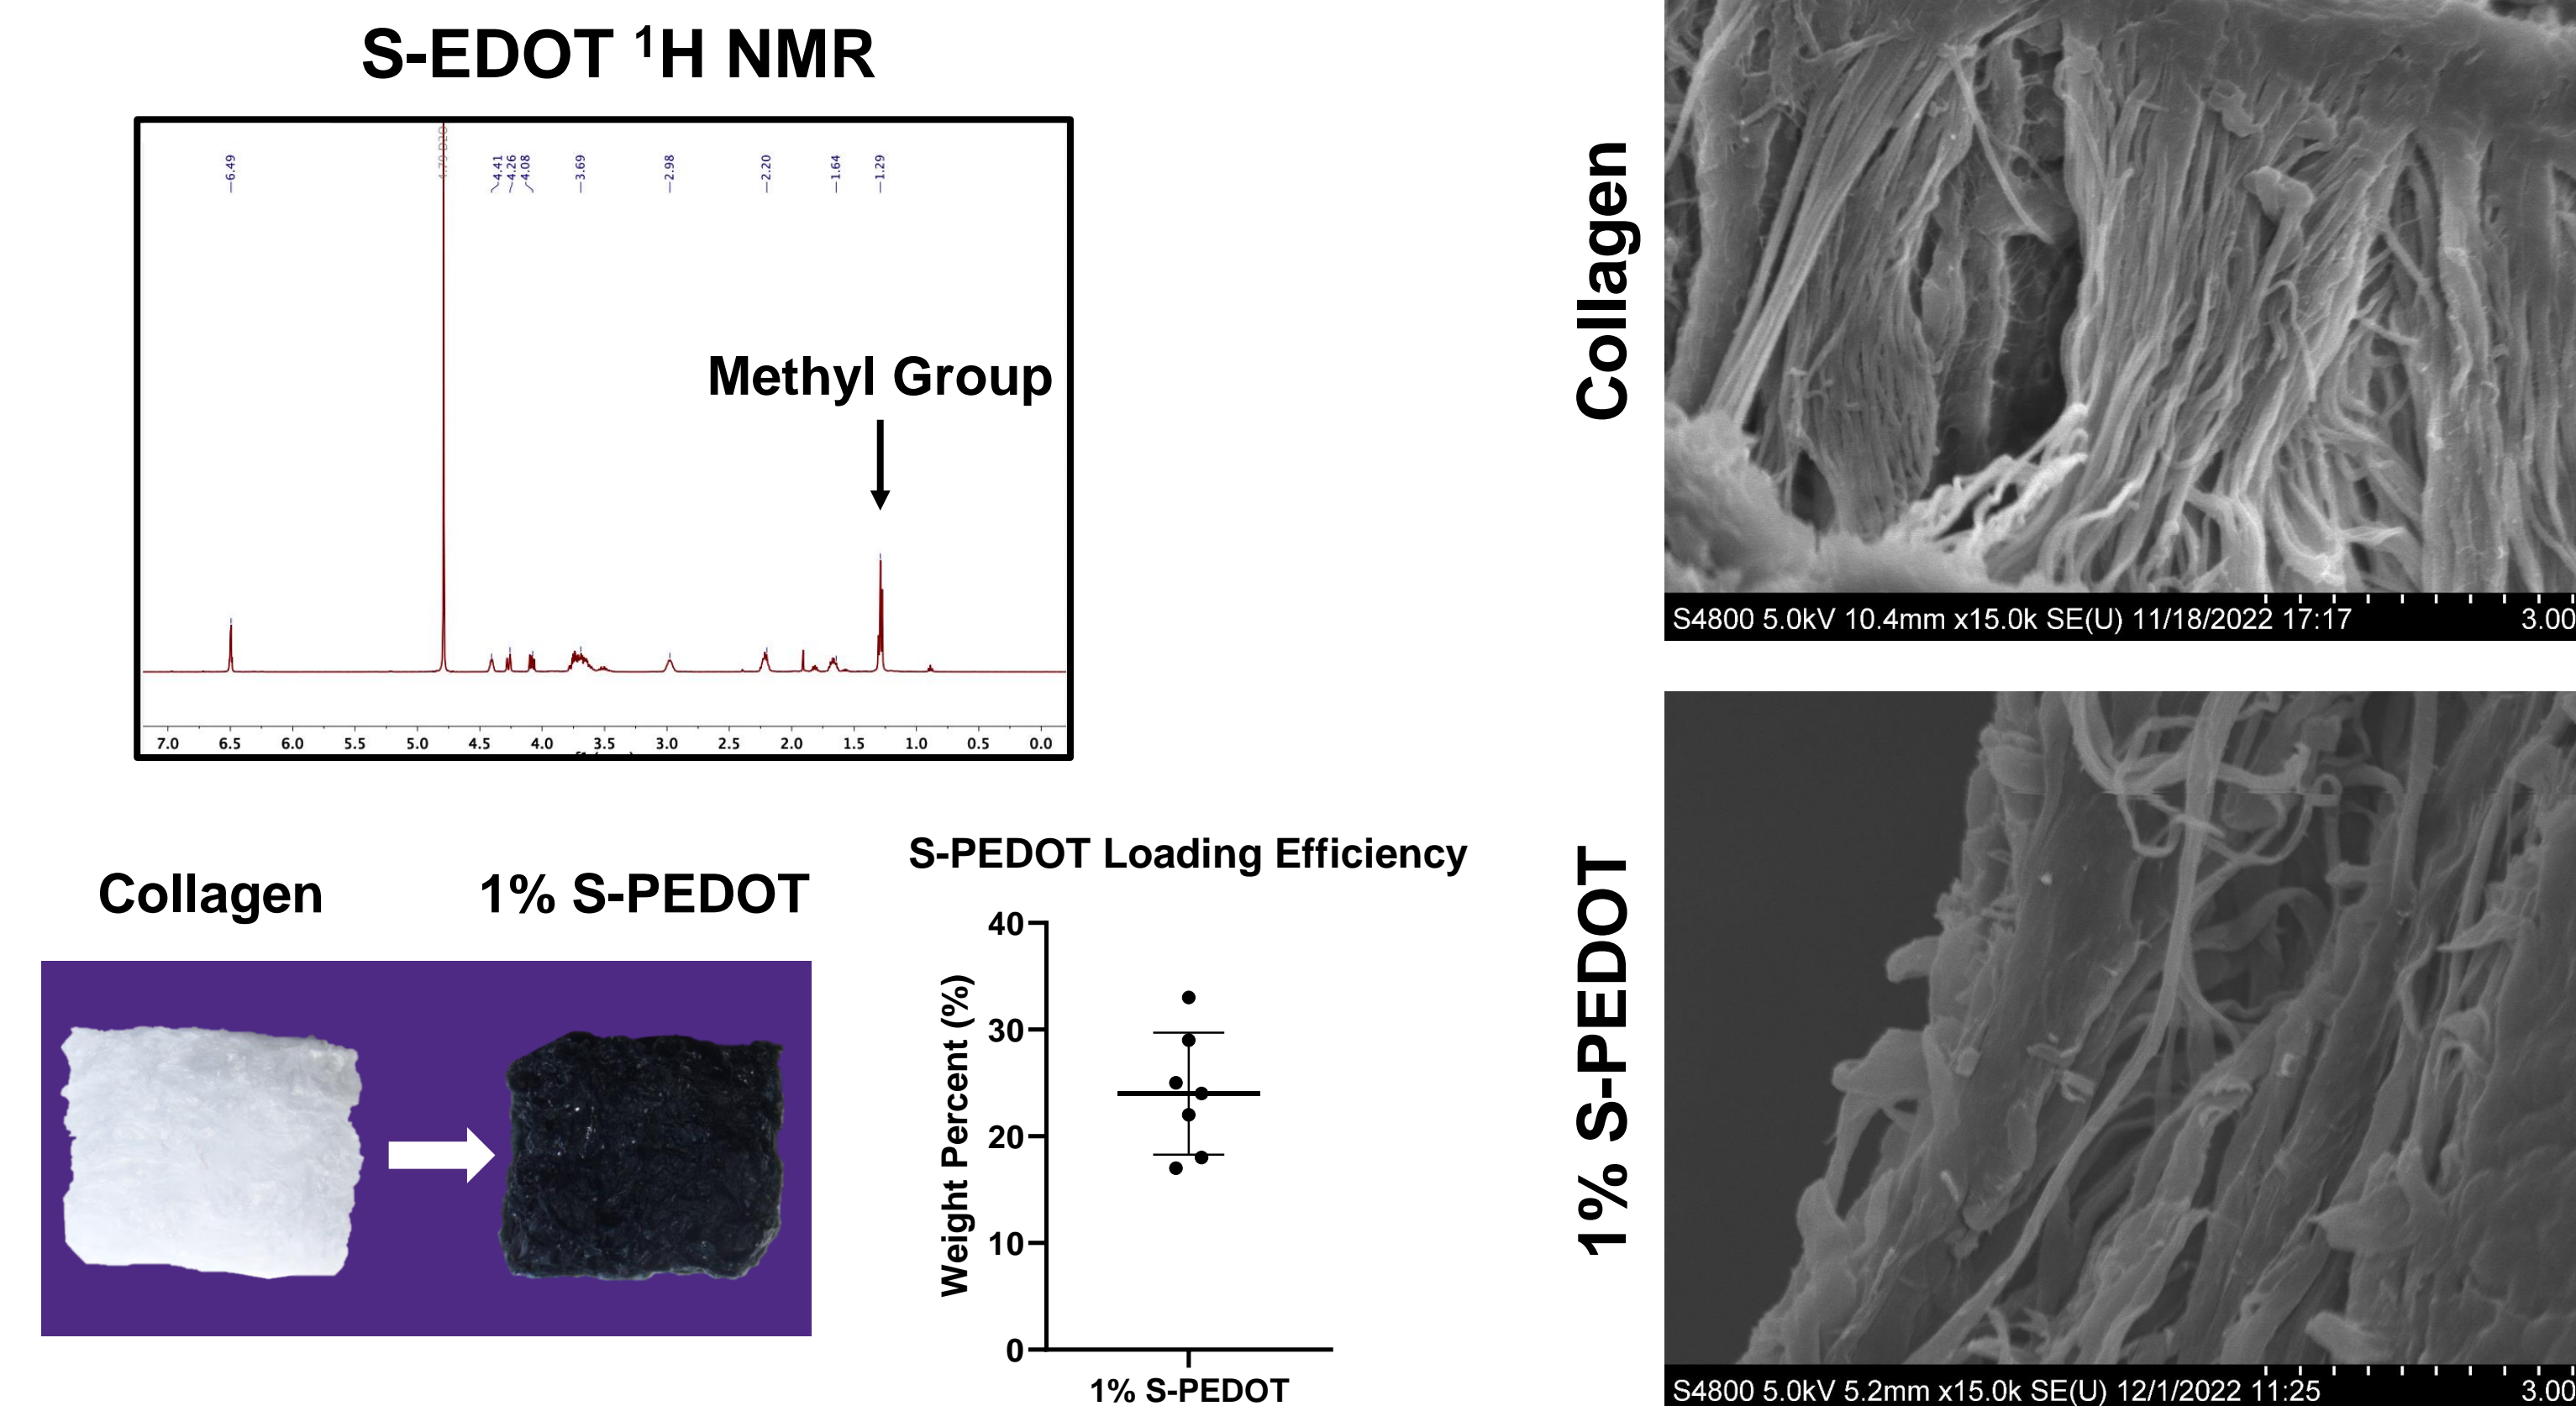 S-EDOT ¹H NMR
6.49
4.79 D2O
4.41
4.26
4.08
3.69
2.98
2.20
1.64
1.29
Methyl Group
7.0 6.5 6.0 5.5 5.0 4.5 4.0 3.5 3.0 2.5 2.0 1.5 1.0 0.5 0.0
Collagen
1% S-PEDOT
S-PEDOT Loading Efficiency
Weight Percent (%)
40
30
20
10
0
1% S-PEDOT
Collagen
S4800 5.0kV 10.4mm x15.0k SE(U) 11/18/2022 17:17
3.00
1% S-PEDOT
S4800 5.0kV 5.2mm x15.0k SE(U) 12/1/2022 11:25
3.00